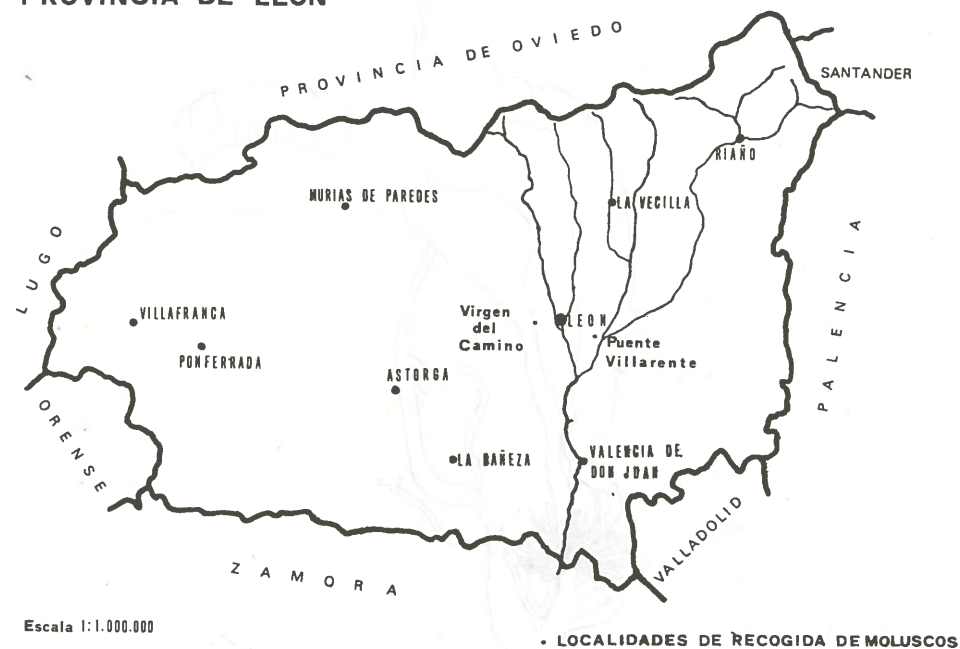 PROVINCIA DE LEON
PROVINCIA DE OVIEDO
SANTANDER
RIAÑO
MURIAS DE PAREDES
LA VECILLA
LUGO
PALENCIA
VILLAFRANCA
Virgen
del
Camino
LEON
PONFERRADA
Puente
Villarente
ASTORGA
ORENSE
LA BAÑEZA
VALENCIA DE
DON JUAN
VALLADOLID
ZAMORA
Escala 1:1.000.000
LOCALIDADES DE RECOGIDA DE MOLUSCOS